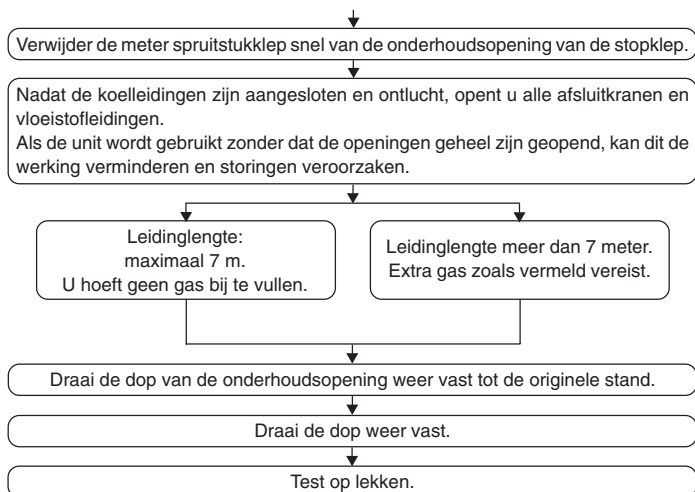 Verwijder de meter spruitstukklep snel van de onderhoudsopening van de stopklep.
Nadat de koelleidingen zijn aangesloten en ontlucht, opent u alle afsluitkranen en
vloeistofleidingen.
Als de unit wordt gebruikt zonder dat de openingen geheel zijn geopend, kan dit de
werking verminderen en storingen veroorzaken.
Leidinglengte:
maximaal 7 m.
U hoeft geen gas bij te vullen.
Leidinglengte meer dan 7 meter.
Extra gas zoals vermeld vereist.
Draai de dop van de onderhoudsopening weer vast tot de originele stand.
Draai de dop weer vast.
Test op lekken.